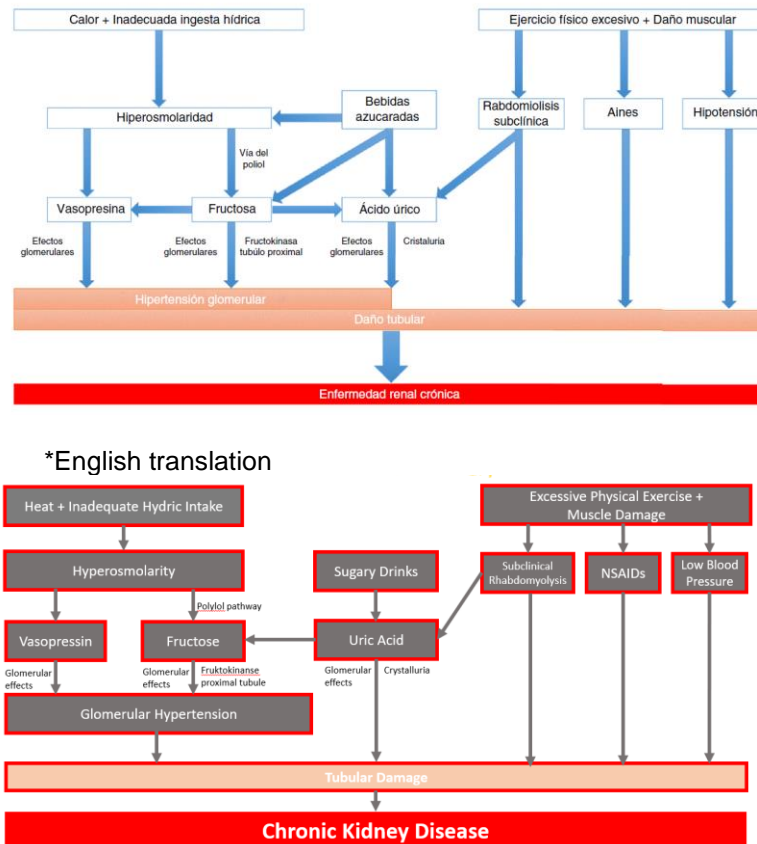 Calor + Inadecuada ingesta hídrica
Ejercicio físico excesivo + Daño muscular
Hiperosmolaridad
Bebidas
azucaradas
Rabdomiolisis
subclínica
Aines
Hipotensión
Vía del
poliol
Vasopresina
Fructosa
Ácido úrico
Efectos
glomerulares
Efectos
glomerulares
Fructokinasa
tubúlo proximal
Efectos
glomerulares
Cristaluria
Hipertensión glomerular
Daño tubular
Enfermedad renal crónica
*English translation
Heat + Inadequate Hydric Intake
Excessive Physical Exercise +
Muscle Damage
Hyperosmolarity
Sugary Drinks
Subclinical
Rhabdomyolysis
NSAIDs
Low Blood
Pressure
Polylol pathway
Vasopressin
Fructose
Uric Acid
Glomerular
effects
Glomerular
effects
Fruktokinanse
proximal tubule
Glomerular
effects
Crystalluria
Glomerular Hypertension
Tubular Damage
Chronic Kidney Disease